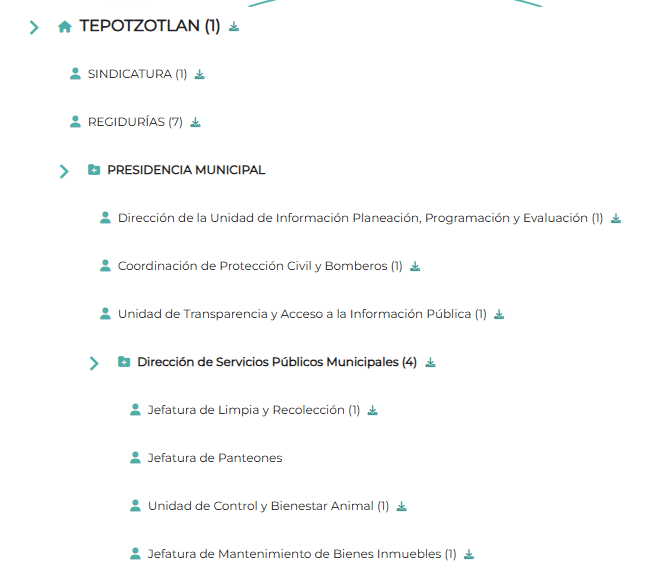 TEPOTZOTLAN (1)
SINDICATURA (1)
REGIDURÍAS (7)
PRESIDENCIA MUNICIPAL
Dirección de la Unidad de Información Planeación, Programación y Evaluación (1)
Coordinación de Protección Civil y Bomberos (1)
Unidad de Transparencia y Acceso a la Información Pública (1)
Dirección de Servicios Públicos Municipales (4)
Jefatura de Limpia y Recolección (1)
Jefatura de Panteones
Unidad de Control y Bienestar Animal (1)
Jefatura de Mantenimiento de Bienes Inmuebles (1)